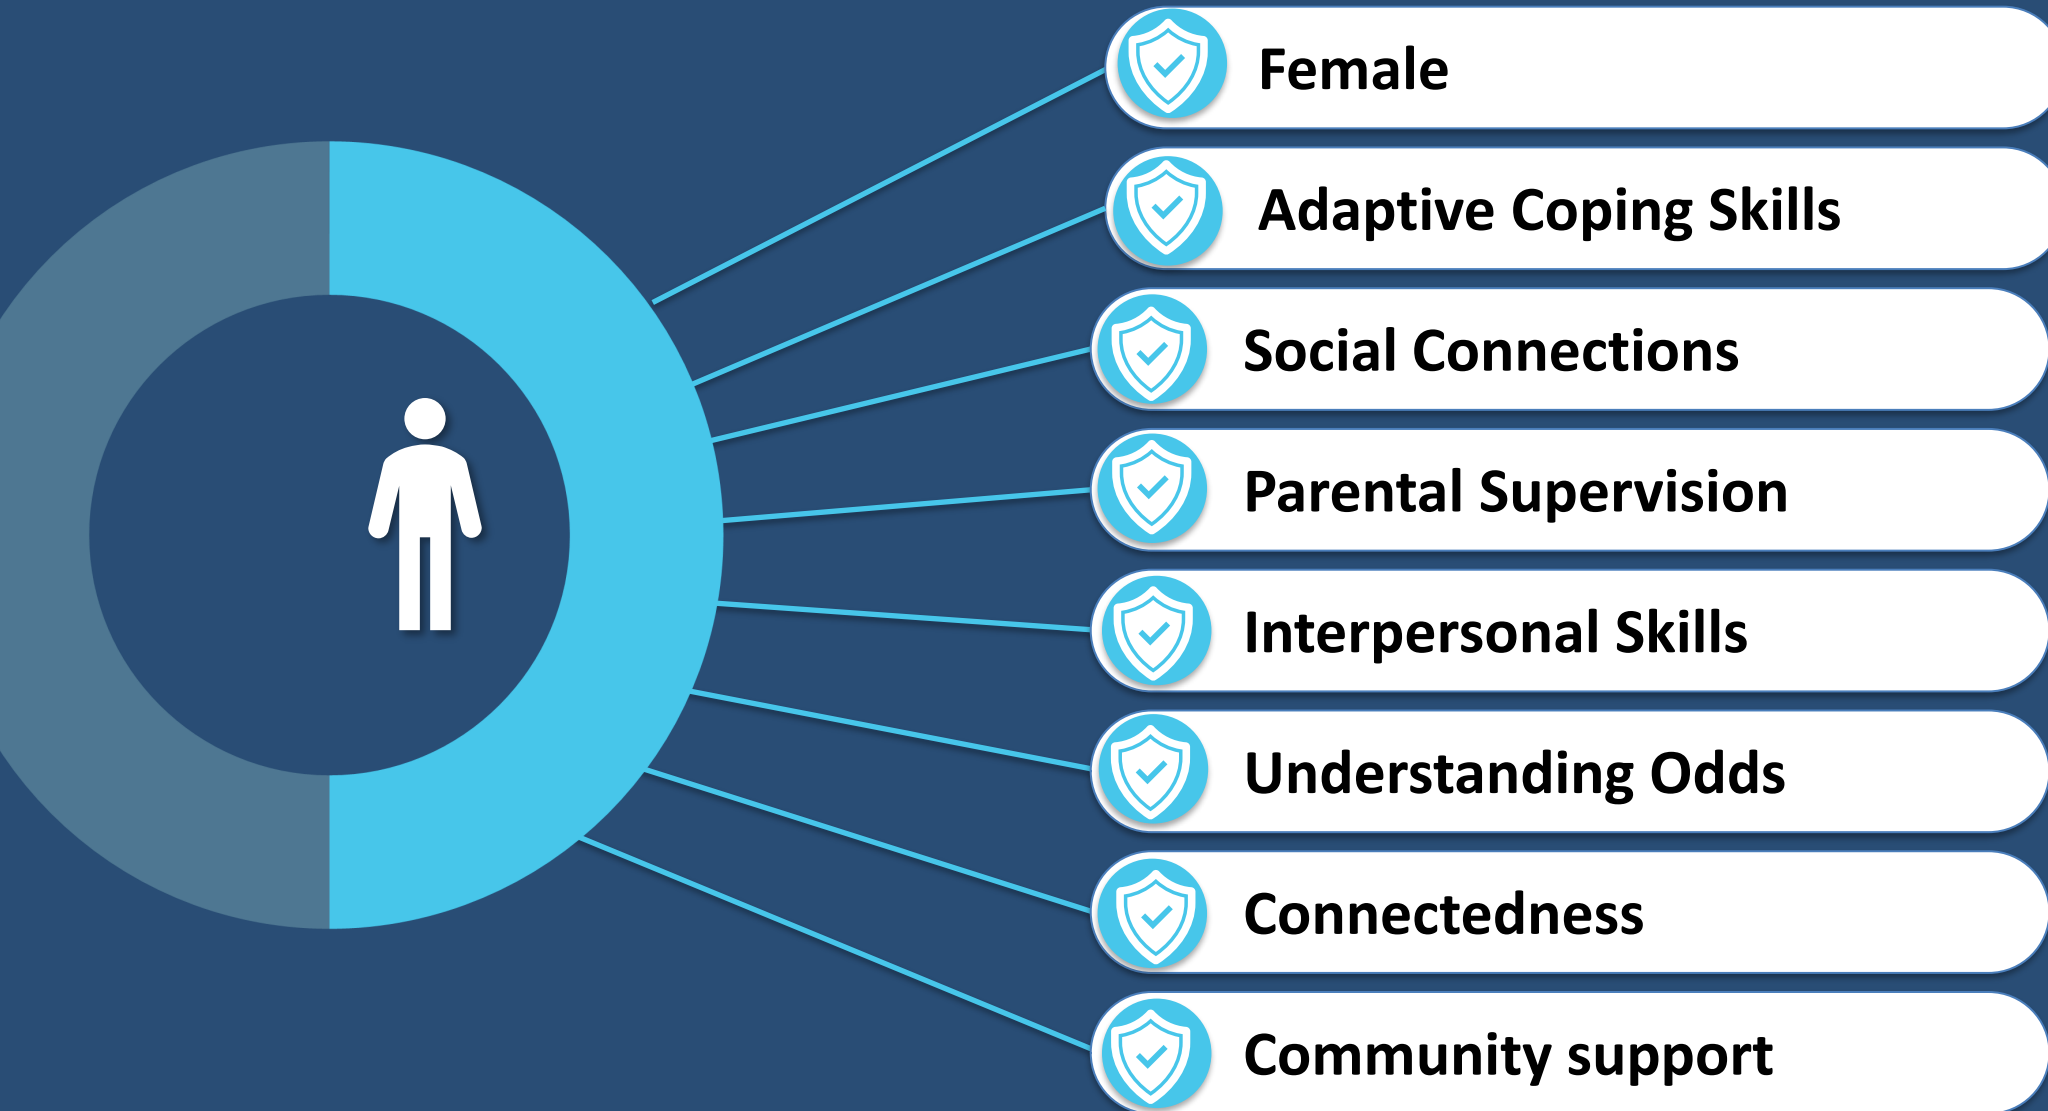 Female
Adaptive Coping Skills
Social Connections
Parental Supervision
Interpersonal Skills
Understanding Odds
Connectedness
Community support